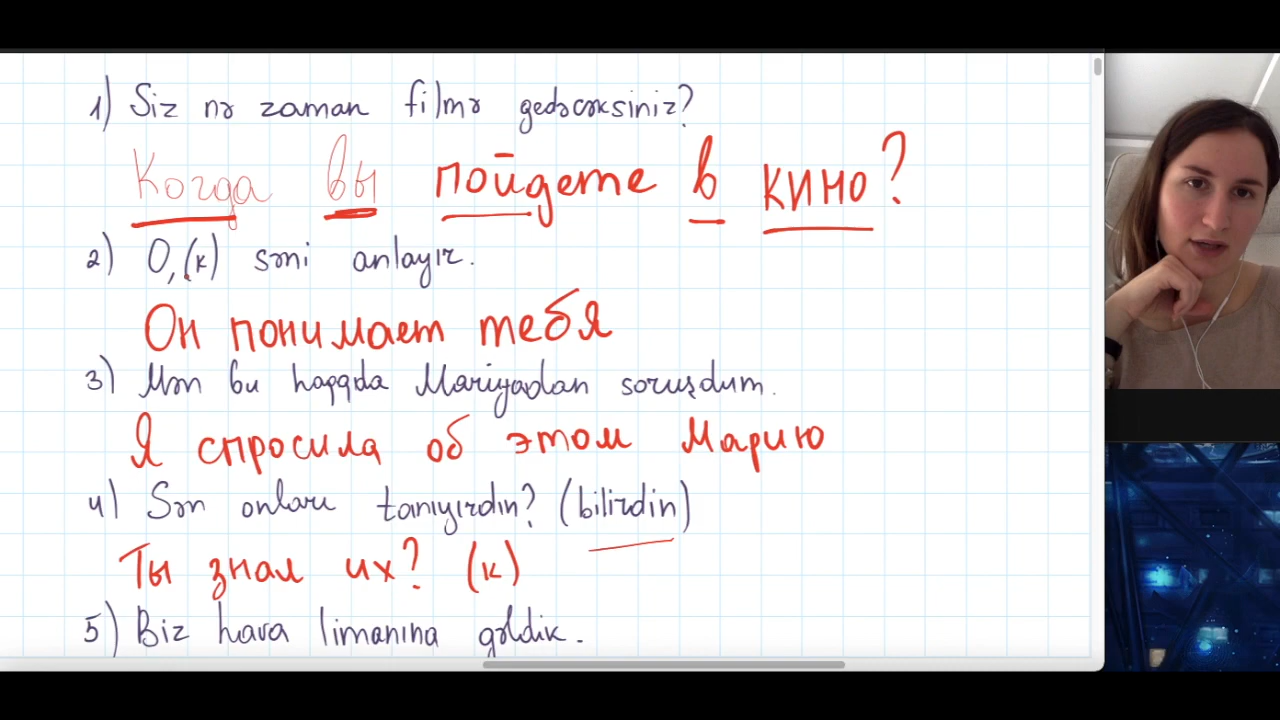 1) Siz nə zaman filmə gedəcəksiniz?
Когда вы пойдете в кино?
2) O,(к) səni anlayır.
Он понимает тебя
3) Mən bu haqqda Mariyadan soruşdum.
Я спросила об этом Марию
4) Sən onları tanıyırdın? (bilirdin)
Ты знал их? (к)
5) Biz hava limanına gəldik.